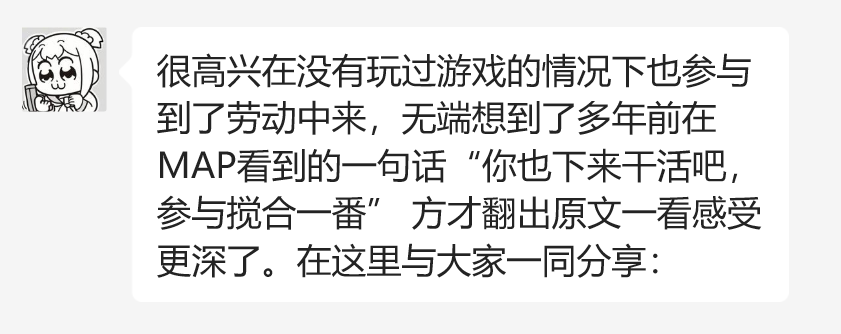 很高兴在没有玩过游戏的情况下也参与
到了劳动中来，无端想到了多年前在
MAP看到的一句话“你也下来干活吧，
参与搅合一番” 方才翻出原文一看感受
更深了。在这里与大家一同分享：